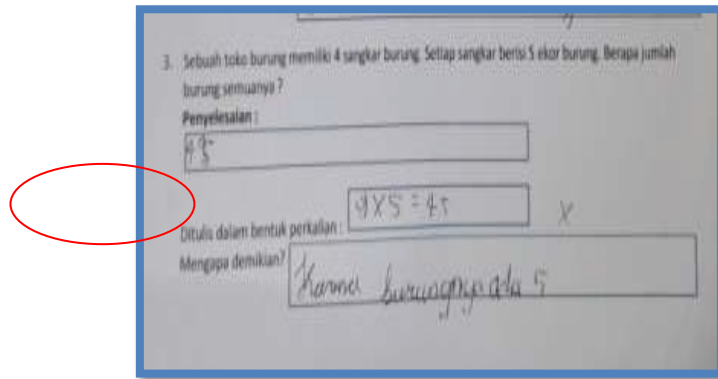 3. Sebuah toko burung memiliki 4 sangkar burung. Setiap sangkar berisi 5 ekor burung. Berapa jumlah
burung semuanya ?
Penyelesaian :
45
Ditulis dalam bentuk perkalian : 9X5 = 45 X
Mengapa demikian?
Karna burungnya ada 5